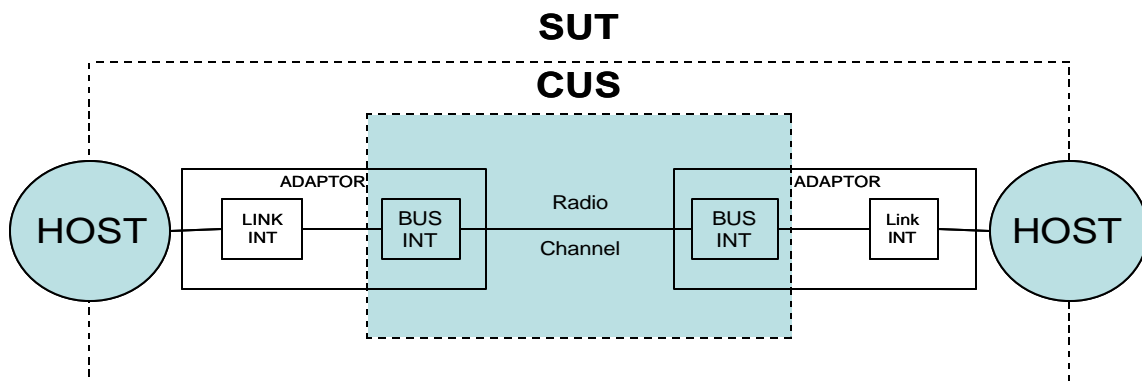 SUT
CUS
ADAPTOR
ADAPTOR
HOST
LINK
INT
BUS
INT
Radio
Channel
BUS
INT
Link
INT
HOST